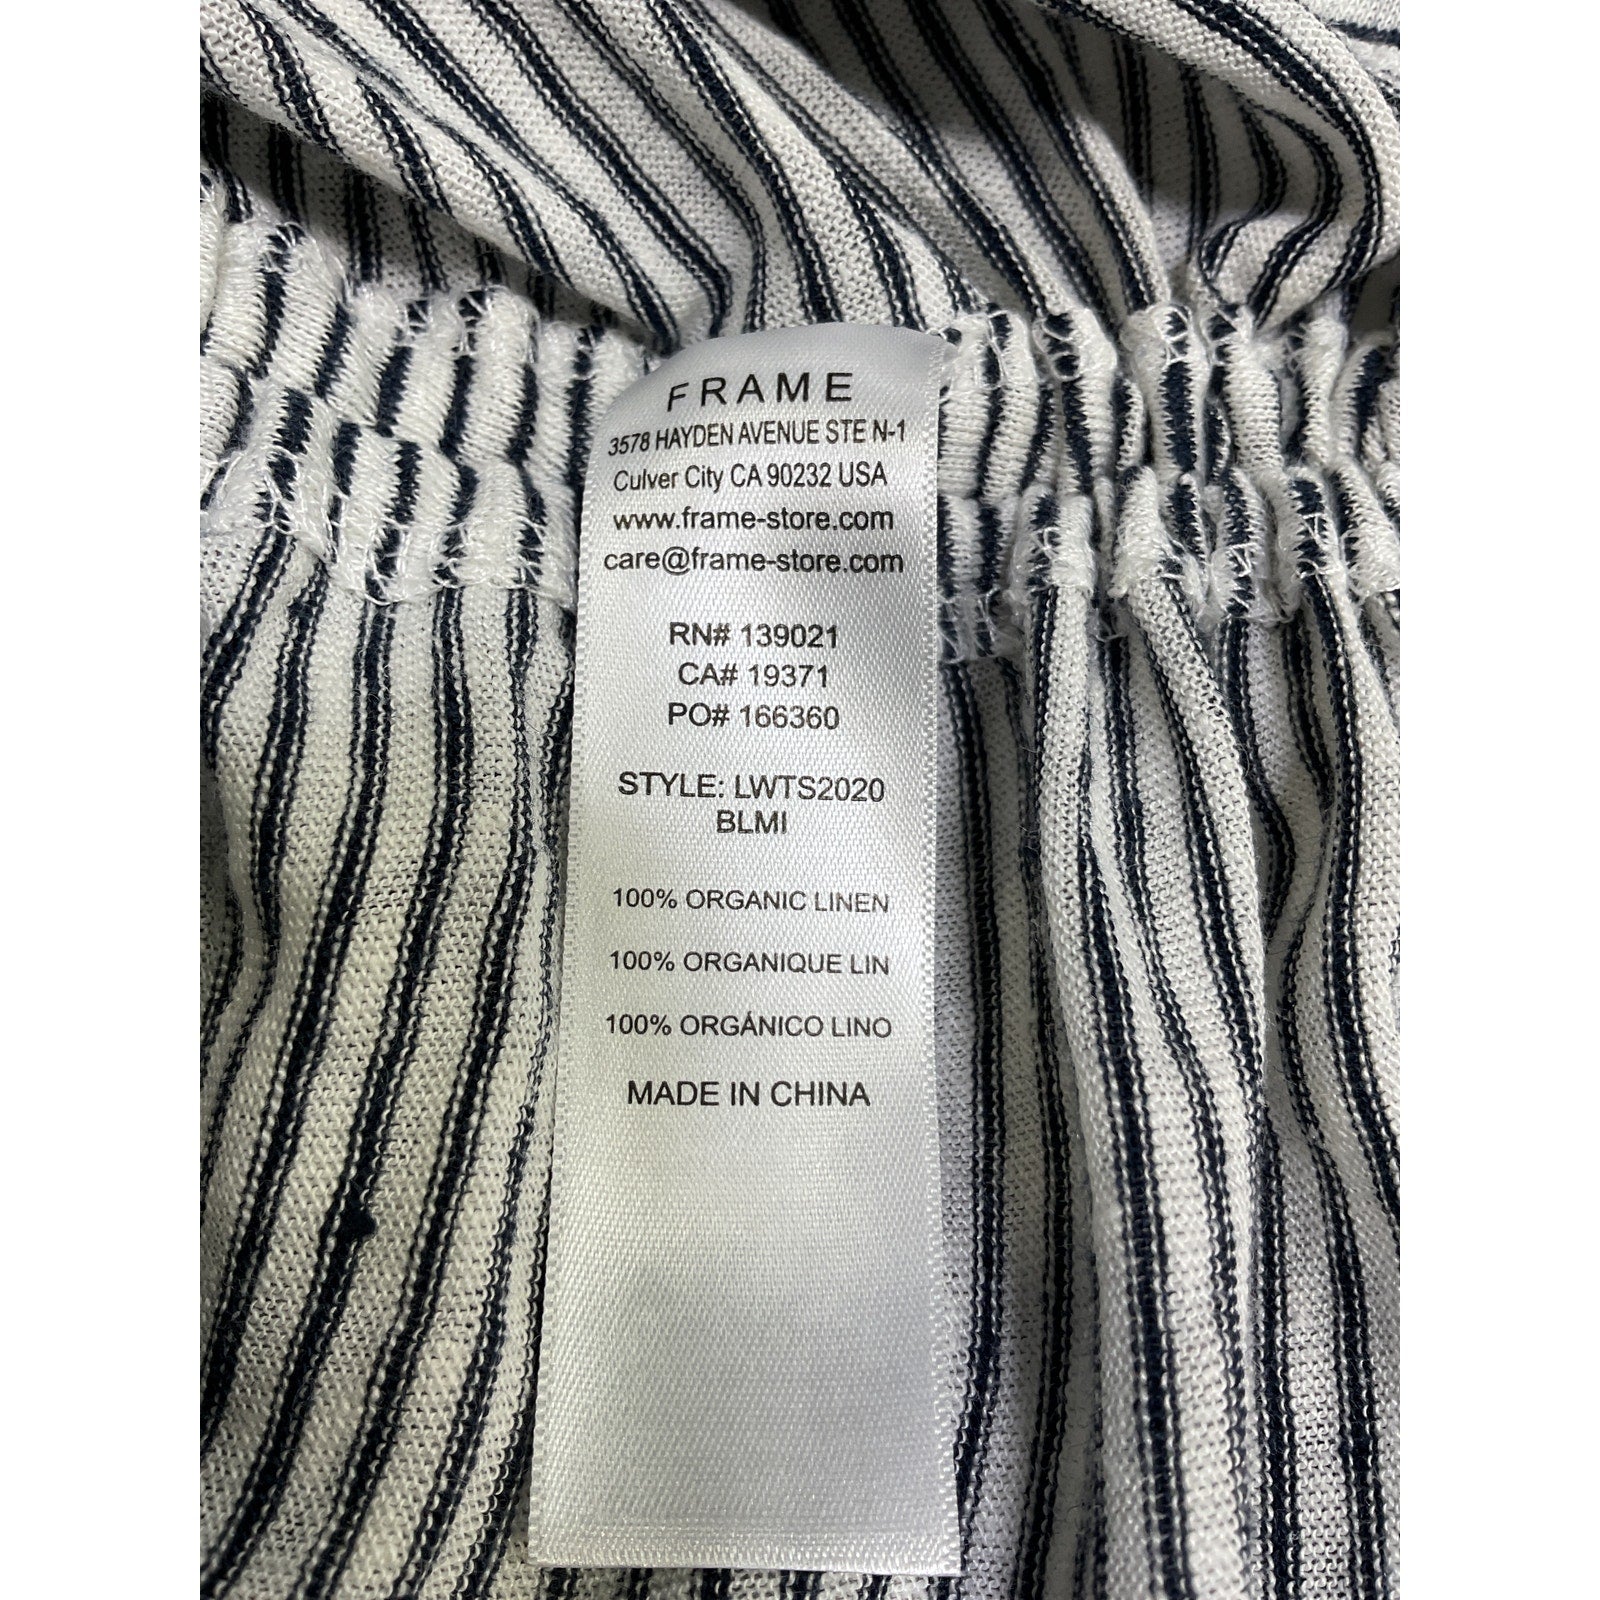 FRAME
3578 HAYDEN AVENUE STE N-1
Culver City CA 90232 USA
www.frame-store.com
care@frame-store.com
RN# 139021
CA# 19371
PO# 166360
STYLE: LWTS2020
BLMI
100% ORGANIC LINEN
100% ORGANIQUE LIN
100% ORGÁNICO LINO
MADE IN CHINA